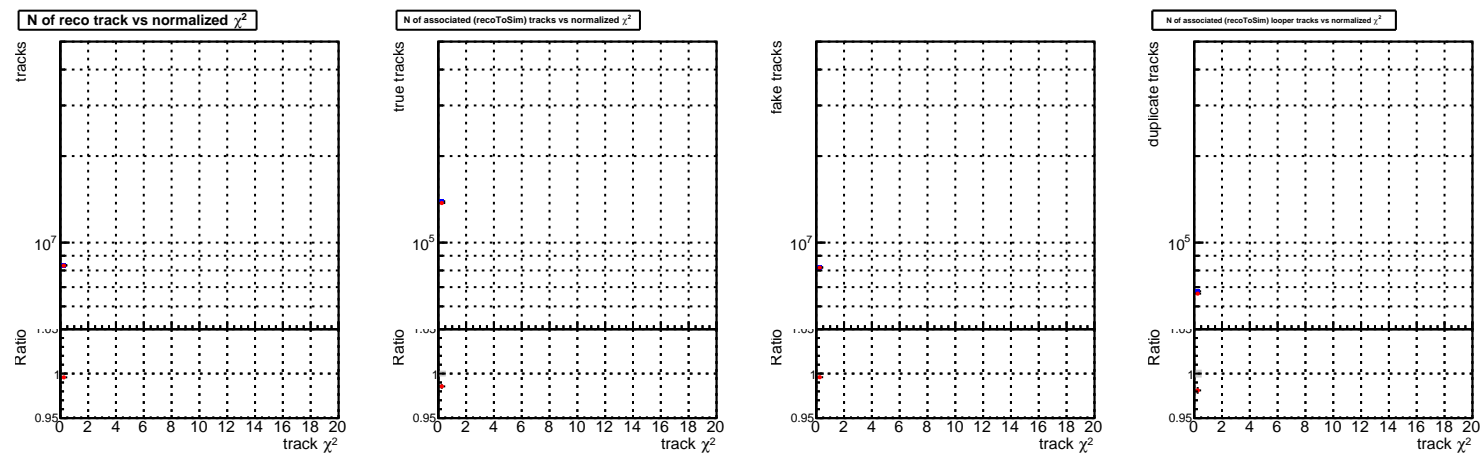 N of reco track vs normalized χ²
tracks
10⁷
Ratio
1
0.95
0 2 4 6 8 10 12 14 16 18 20
track χ²
N of associated (recoToSim) tracks vs normalized χ²
true tracks
10⁵
Ratio
1
0.95
0 2 4 6 8 10 12 14 16 18 20
track χ²
fake tracks
10⁷
Ratio
1
0.95
0 2 4 6 8 10 12 14 16 18 20
track χ²
N of associated (recoToSim) looper tracks vs normalized χ²
duplicate tracks
10⁵
Ratio
1
0.95
0 2 4 6 8 10 12 14 16 18 20
track χ²